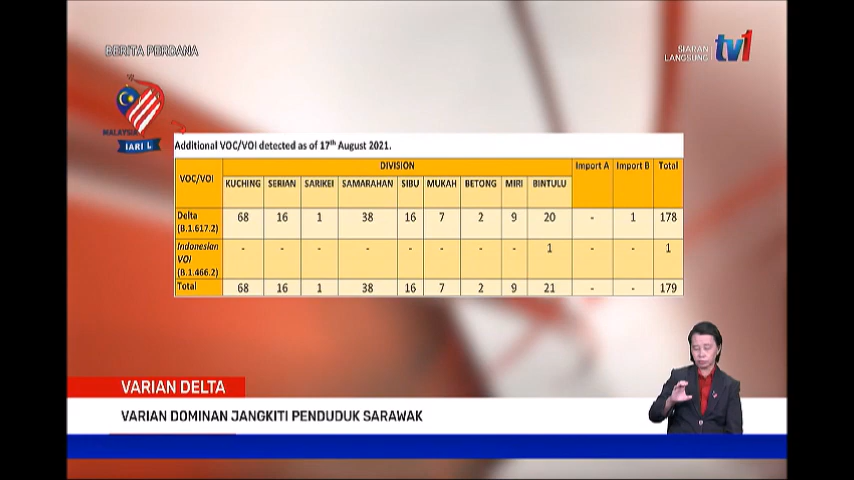 BERITA PERDANA
SIARAN
LANGSUNG
tv1
MALAYSIA
Additional VOC/VOI detected as of 17th August 2021.
VOC/VOI DIVISION Import A Import B Total
KUCHING SERIAN SARIKEI SAMARAHAN SIBU MUKAH BETONG MIRI BINTULU
Delta (B.1.617.2) 68 16 1 38 16 7 2 9 20 - 1 178
Indonesian VOI (B.1.466.2) - - - - - - - - 1 1
Total 68 16 1 38 16 7 2 9 21 - - 179
VARIAN DELTA
VARIAN DOMINAN JANGKITI PENDUDUK SARAWAK